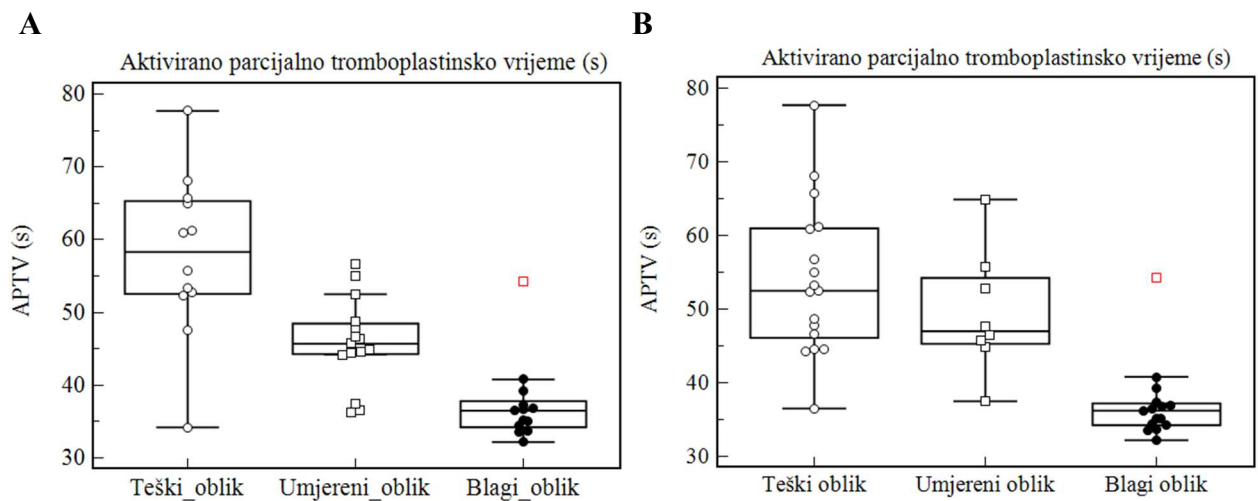 A
Aktivirano parcijalno tromboplastinsko vrijeme (s)
80
70
60
50
40
30
APTV (s)
Teški_oblik Umjereni_oblik Blagi_oblik
B
Aktivirano parcijalno tromboplastinsko vrijeme (s)
80
70
60
50
40
30
APTV (s)
Teški oblik Umjereni oblik Blagi oblik